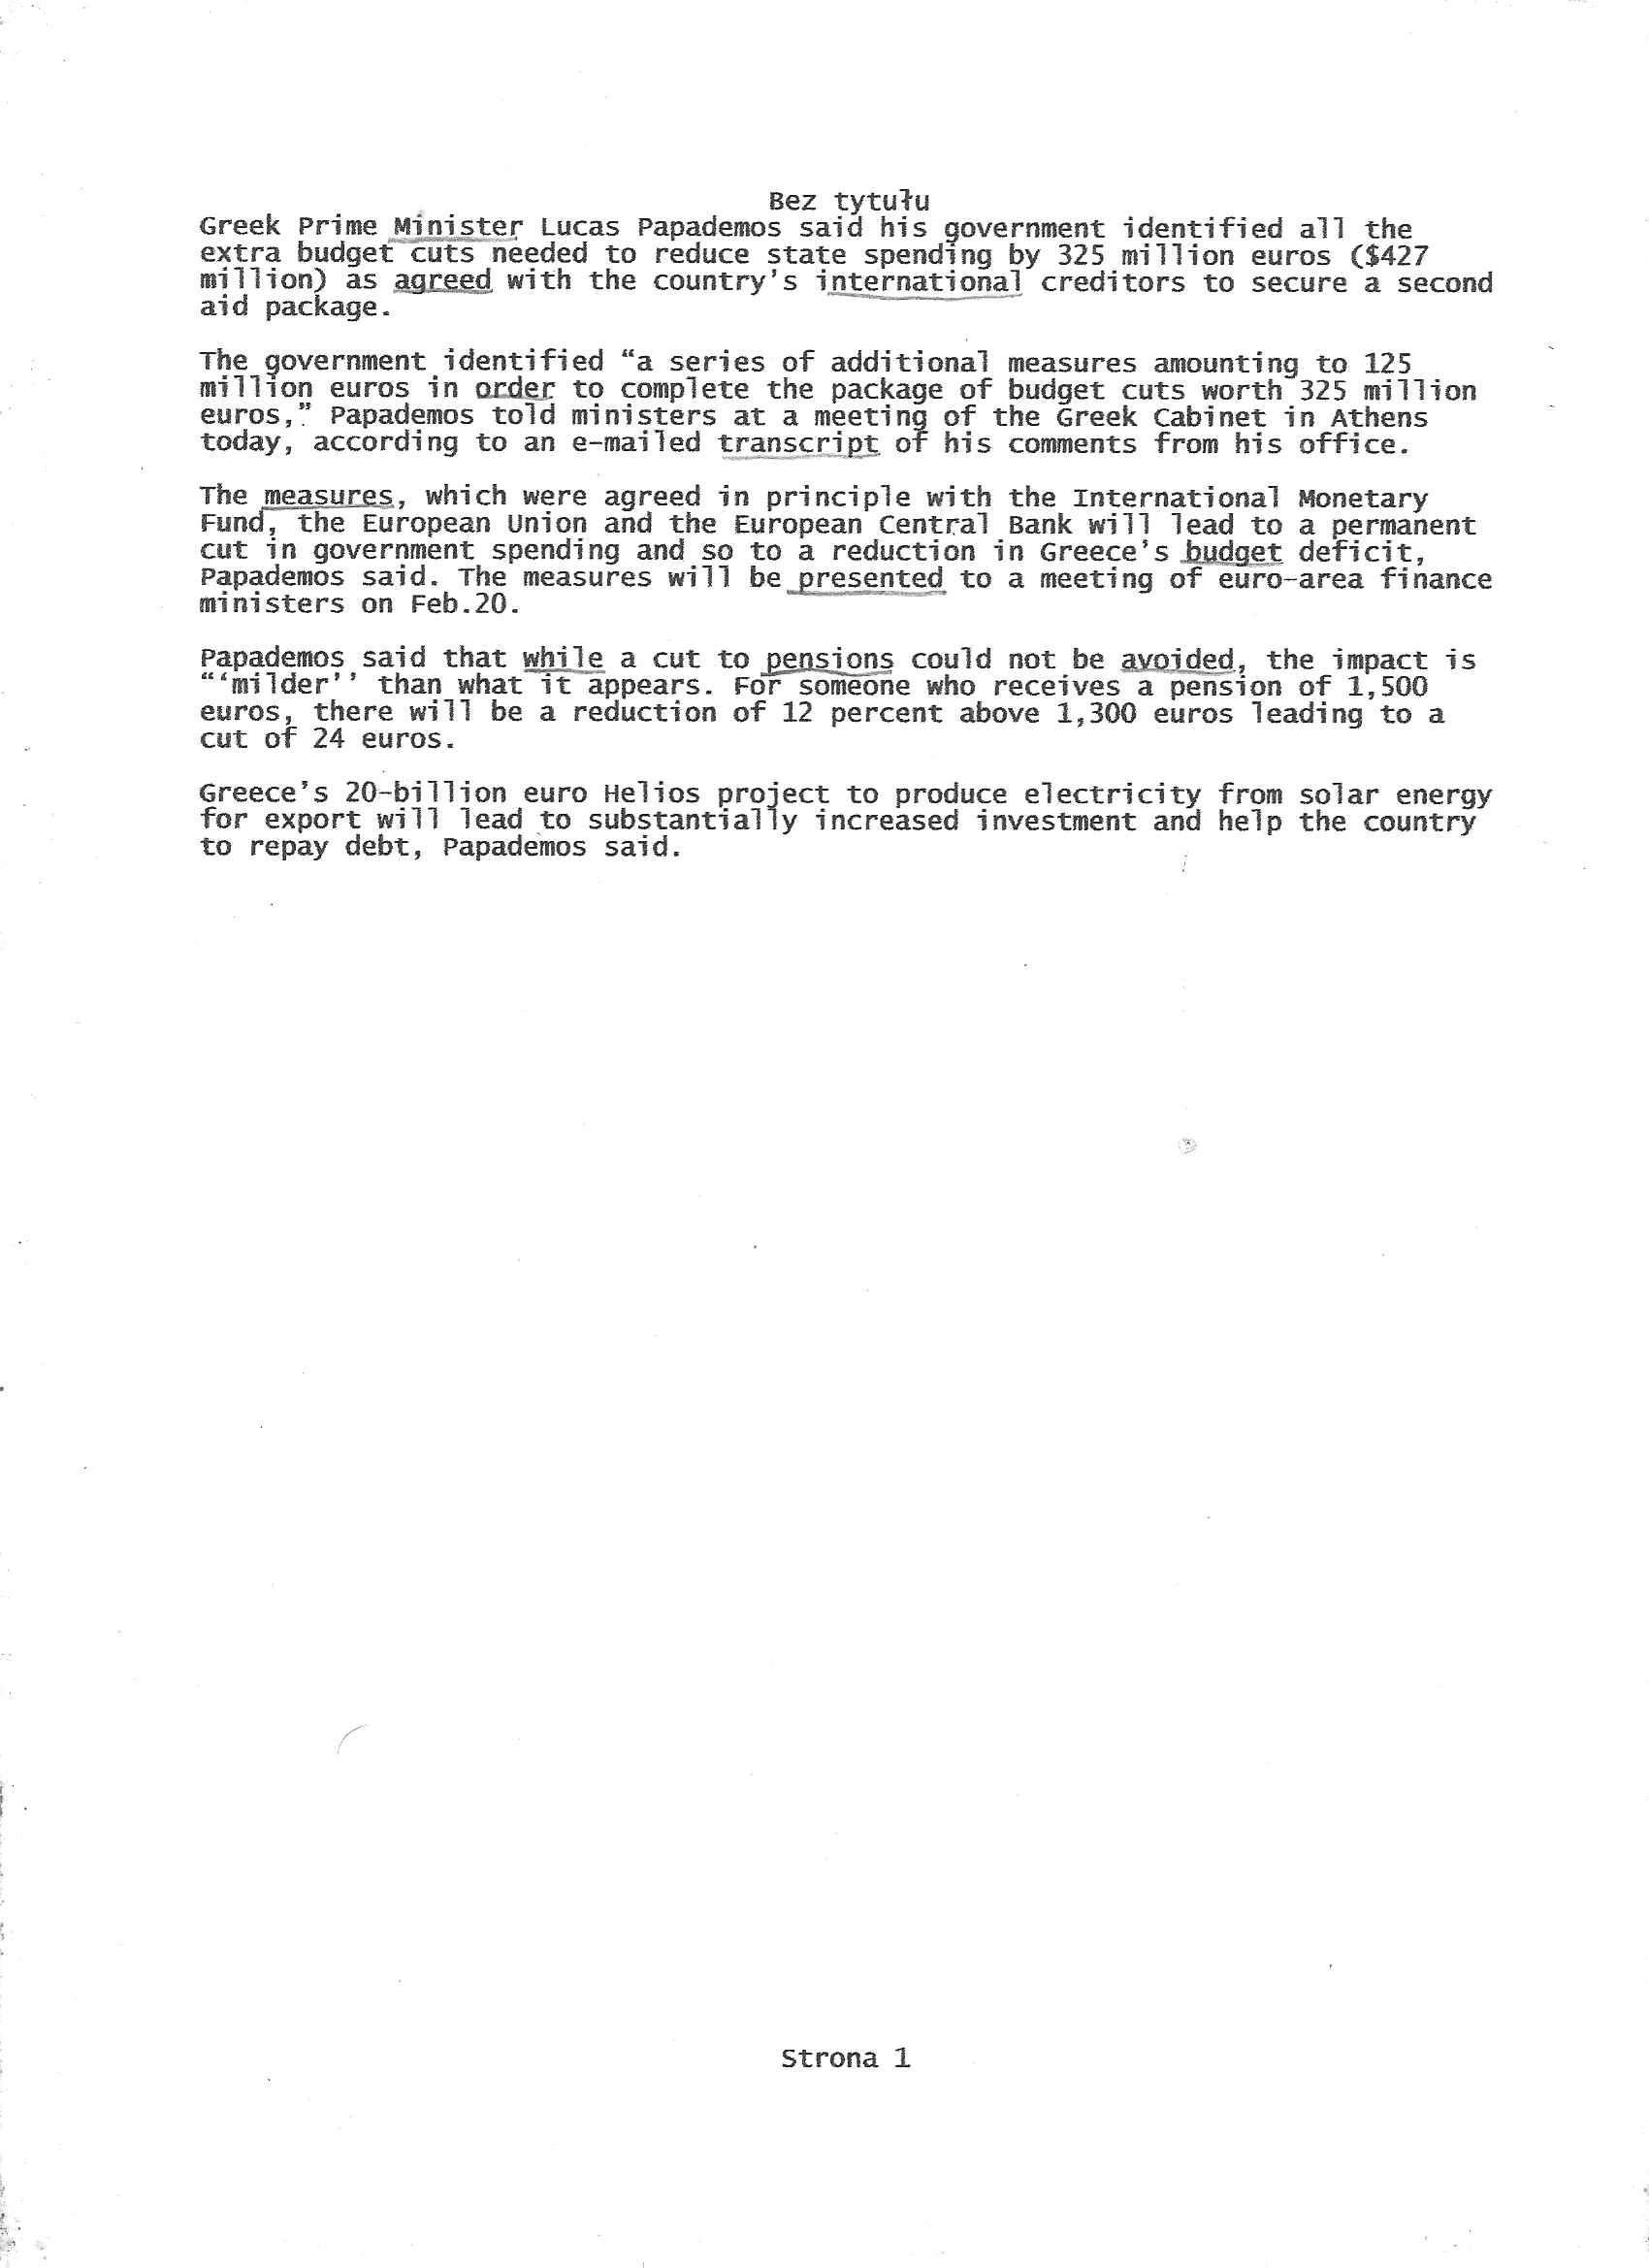 Bez tytułu
Greek Prime Minister Lucas Papademos said his government identified all the
extra budget cuts needed to reduce state spending by 325 million euros ($427
million) as agreed with the country's international creditors to secure a second
aid package.
The government identified “a series of additional measures amounting to 125
million euros in order to complete the package of budget cuts worth 325 million
euros,” Papademos told ministers at a meeting of the Greek Cabinet in Athens
today, according to an e-mailed transcript of his comments from his office.
The measures, which were agreed in principle with the International Monetary
Fund, the European Union and the European Central Bank will lead to a permanent
cut in government spending and so to a reduction in Greece's budget deficit,
Papademos said. The measures will be presented to a meeting of euro-area finance
ministers on Feb.20.
Papademos said that while a cut to pensions could not be avoided, the impact is
“‘milder’’ than what it appears. For someone who receives a pension of 1,500
euros, there will be a reduction of 12 percent above 1,300 euros leading to a
cut of 24 euros.
Greece's 20-billion euro Helios project to produce electricity from solar energy
for export will lead to substantially increased investment and help the country
to repay debt, Papademos said.
Strona 1